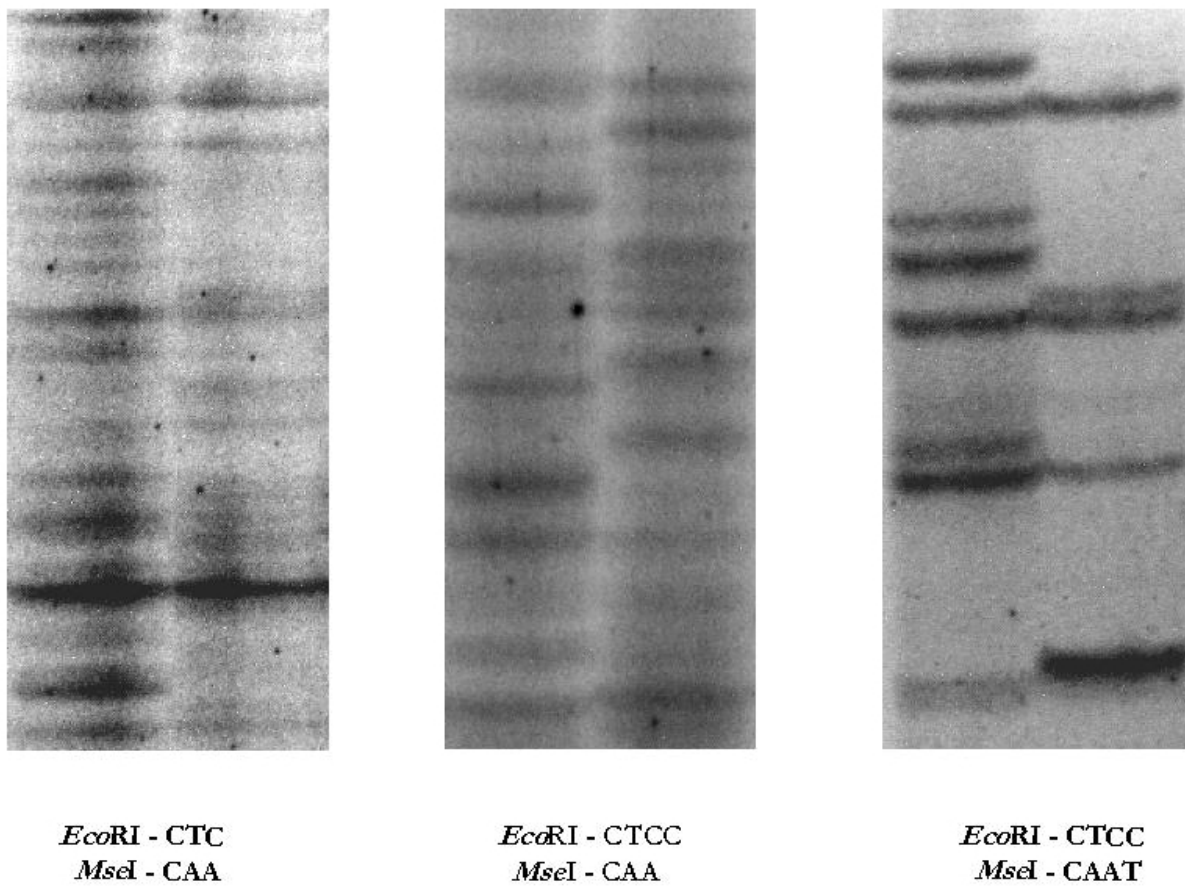 EcoRI - CTC
MseI - CAA
EcoRI - CTCC
MseI - CAA
EcoRI - CTCC
MseI - CAAT